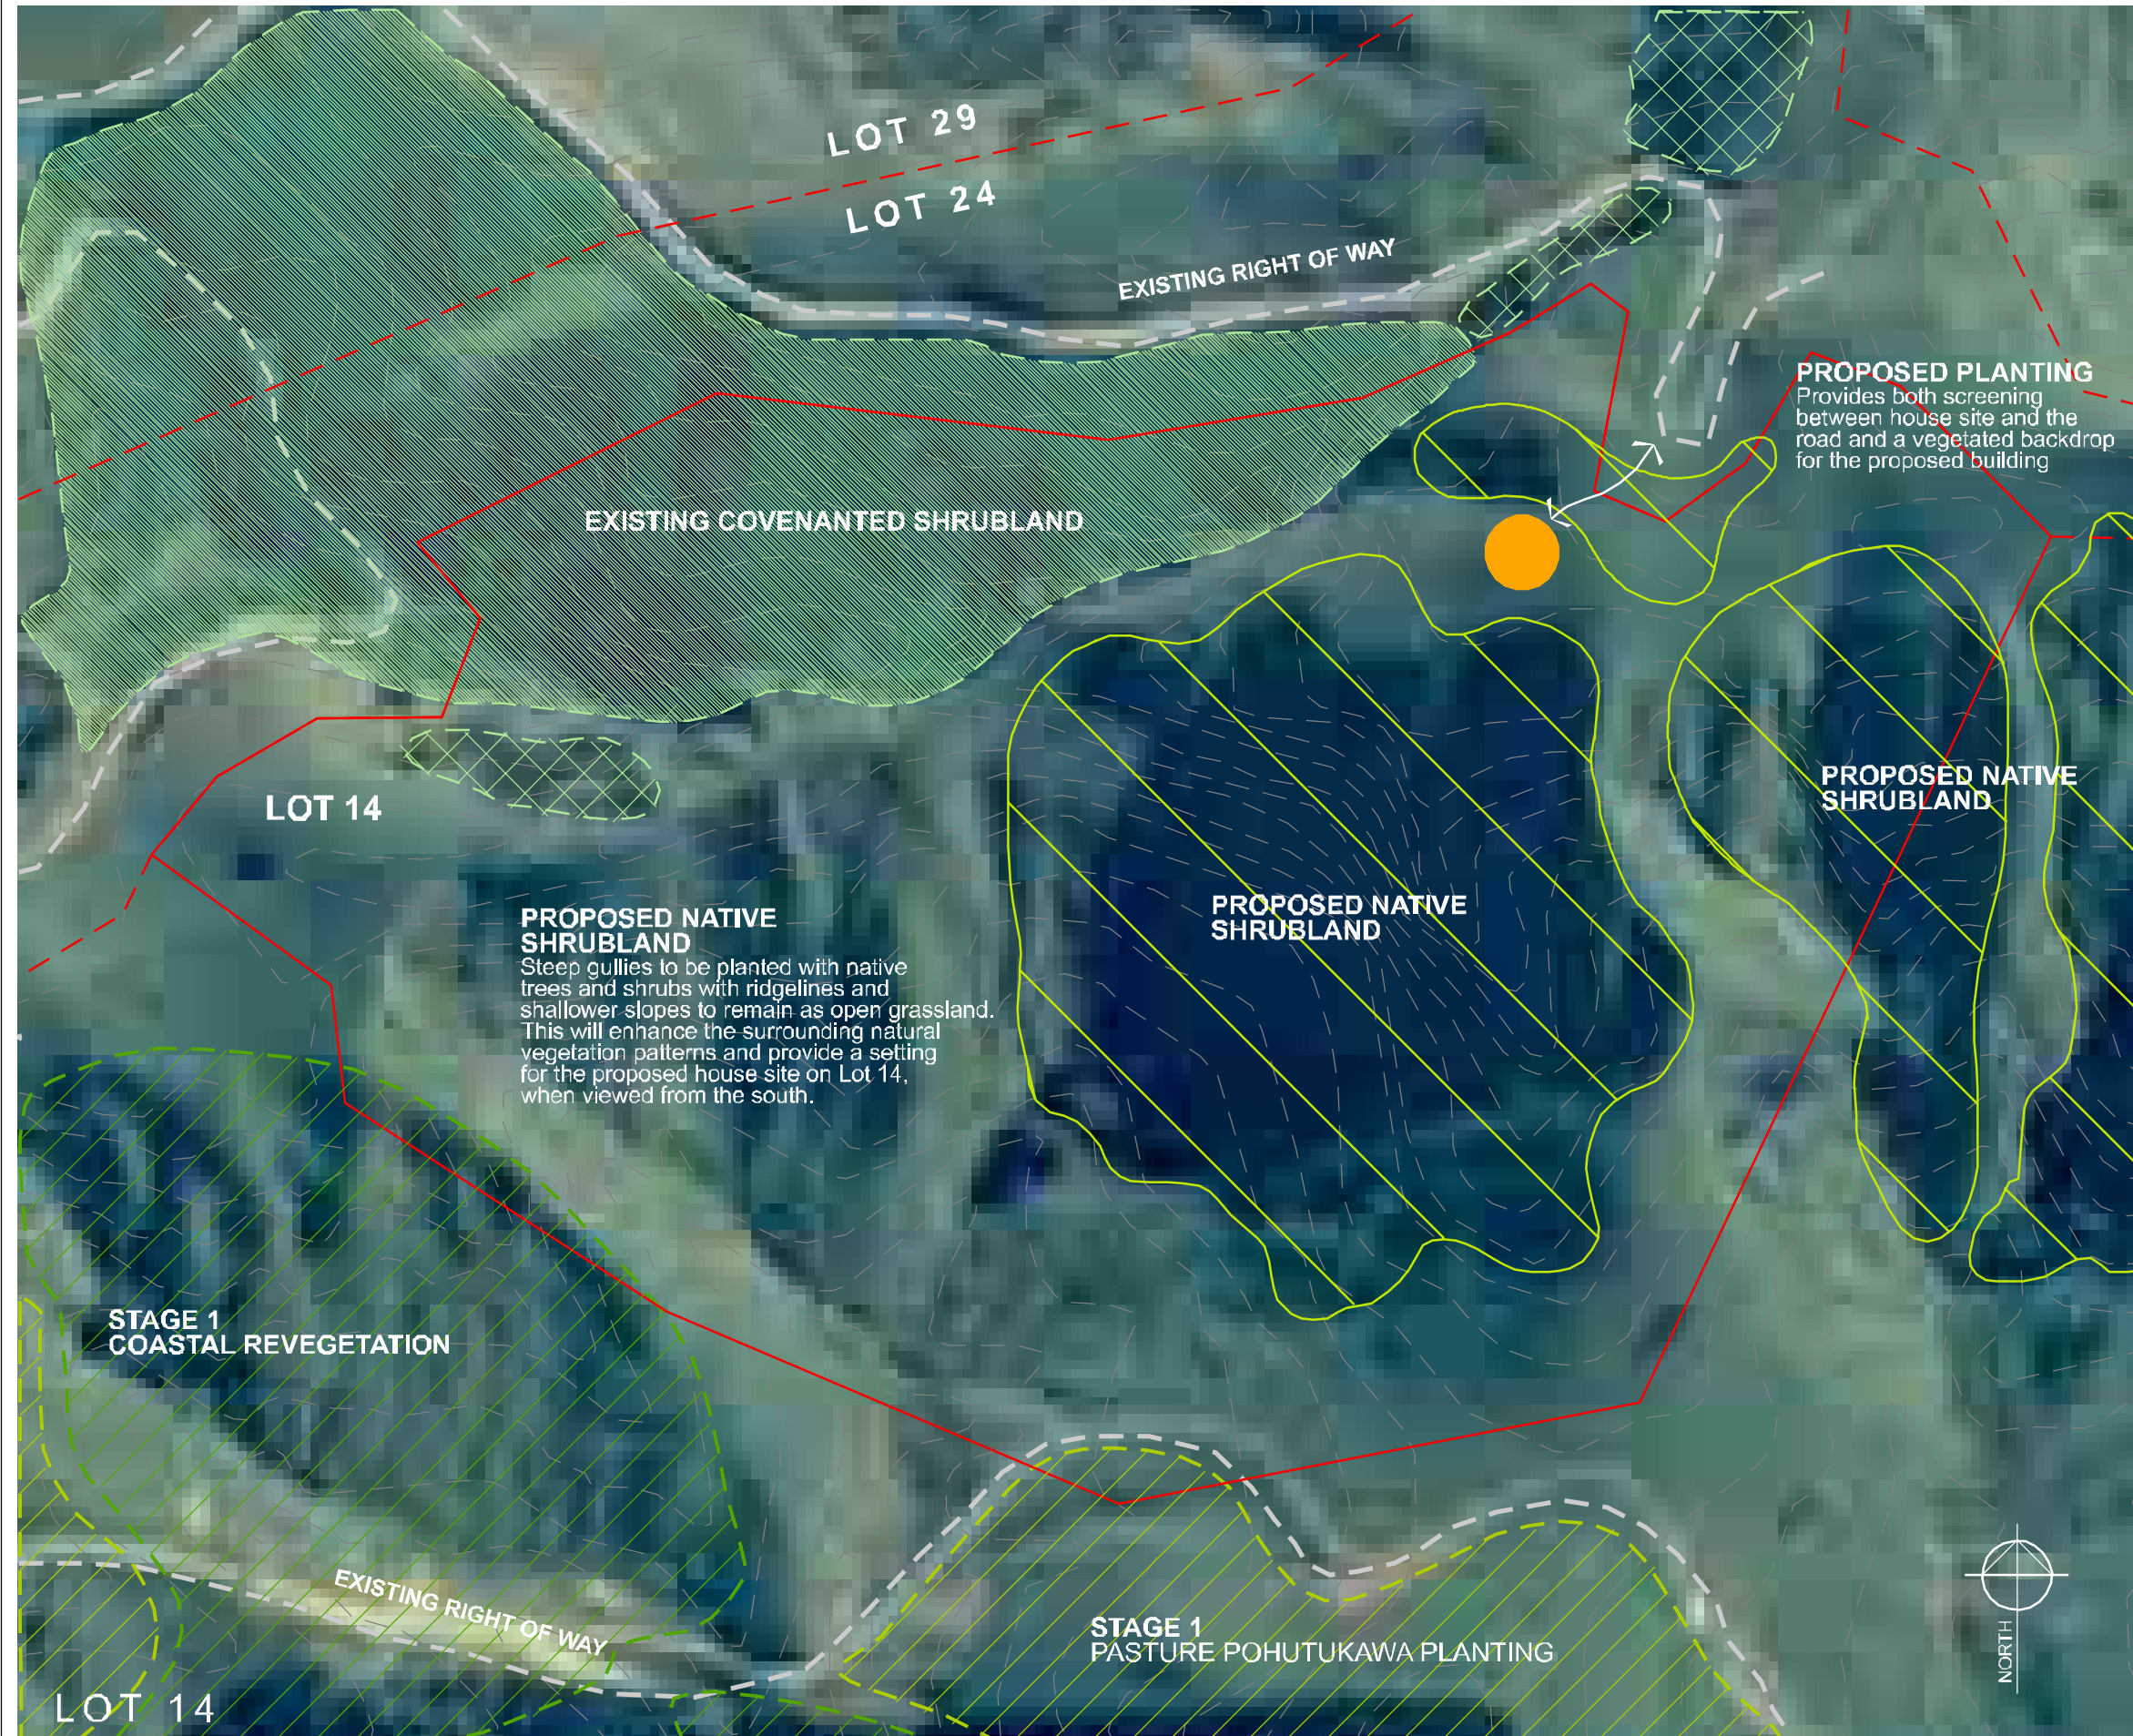 LOT 29
LOT 24
EXISTING RIGHT OF WAY
PROPOSED PLANTING
Provides both screening
between house site and the
road and a vegetated backdrop
for the proposed building
EXISTING COVENANTED SHRUBLAND
PROPOSED NATIVE
SHRUBLAND
LOT 14
PROPOSED NATIVE
SHRUBLAND
Steep gullies to be planted with native
trees and shrubs with ridgelines and
shallower slopes to remain as open grassland.
This will enhance the surrounding natural
vegetation patterns and provide a setting
for the proposed house site on Lot 14,
when viewed from the south.
PROPOSED NATIVE
SHRUBLAND
STAGE 1
COASTAL REVEGETATION
EXISTING RIGHT OF WAY
STAGE 1
PASTURE POHUTUKAWA PLANTING
NORTH
LOT 14